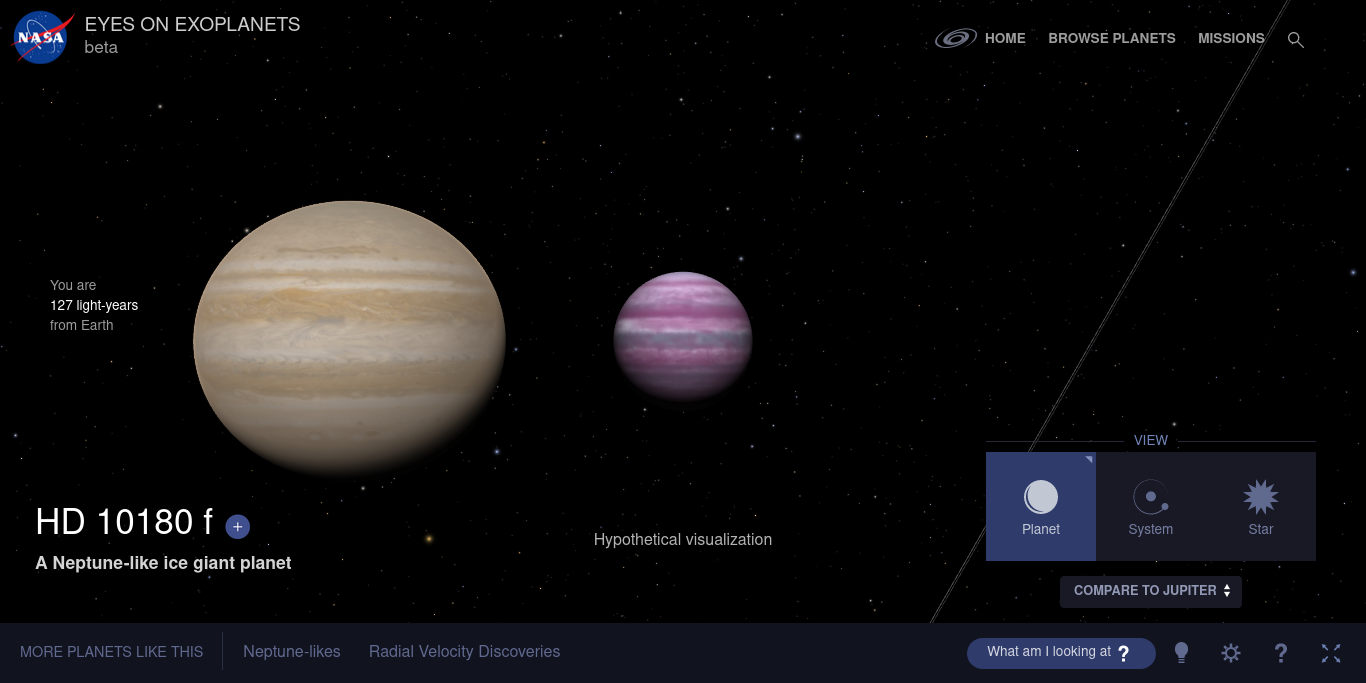 NASA
EYES ON EXOPLANETS
beta
HOME
BROWSE PLANETS
MISSIONS
You are
127 light-years
from Earth
HD 10180 f +
A Neptune-like ice giant planet
Hypothetical visualization
VIEW
Planet
System
Star
COMPARE TO JUPITER
MORE PLANETS LIKE THIS
Neptune-likes
Radial Velocity Discoveries
What am I looking at ?
?